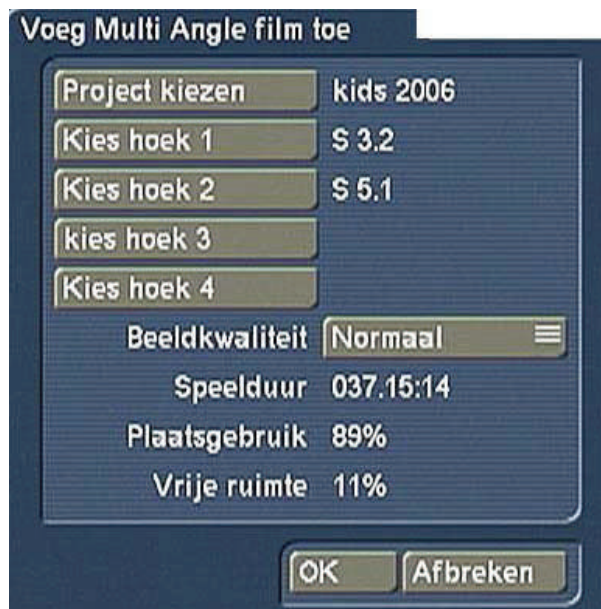 Voeg Multi Angle film toe
Project kiezen kids 2006
Kies hoek 1 S 3.2
Kies hoek 2 S 5.1
kies hoek 3
Kies hoek 4
Beeldkwaliteit Normaal
Speelduur 037.15:14
Plaatsgebruik 89%
Vrije ruimte 11%
OK Afbreken